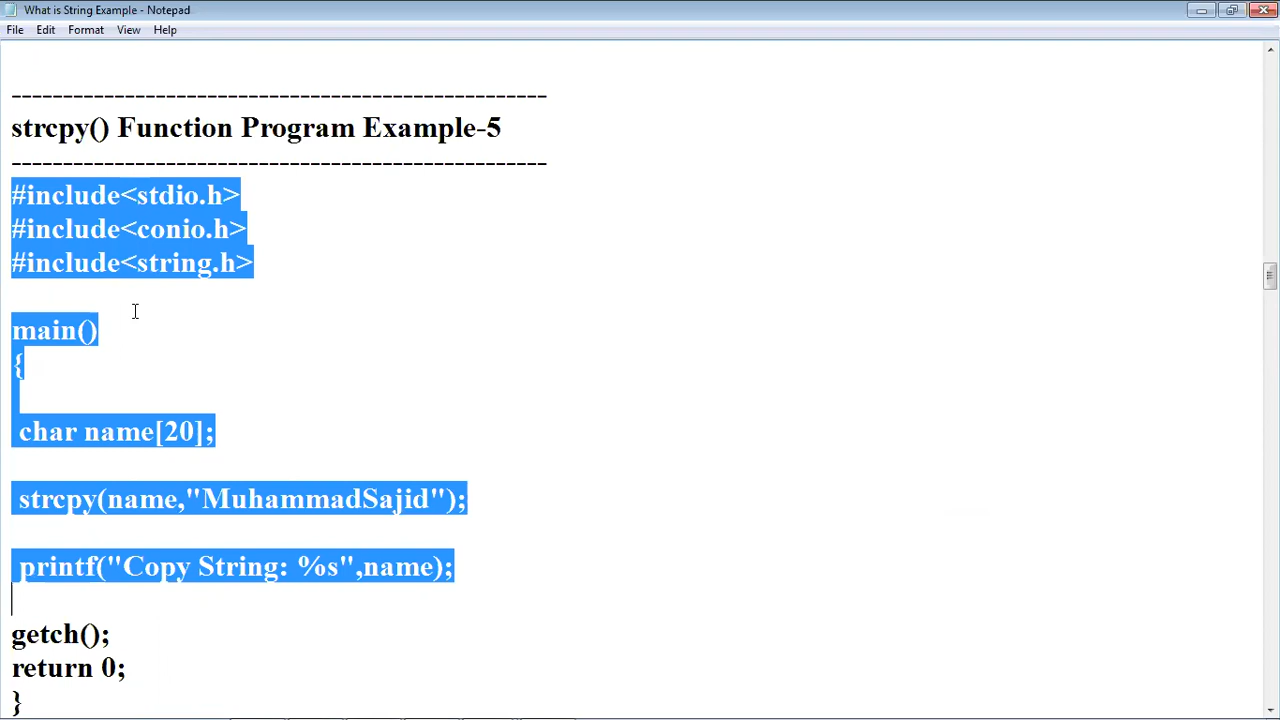 What is String Example - Notepad
File Edit Format View Help
----------------------------------------------------
strcpy() Function Program Example-5
----------------------------------------------------
#include<stdio.h>
#include<conio.h>
#include<string.h>
main()
{
char name[20];
strcpy(name,"MuhammadSajid");
printf("Copy String: %s",name);
getch();
return 0;
}